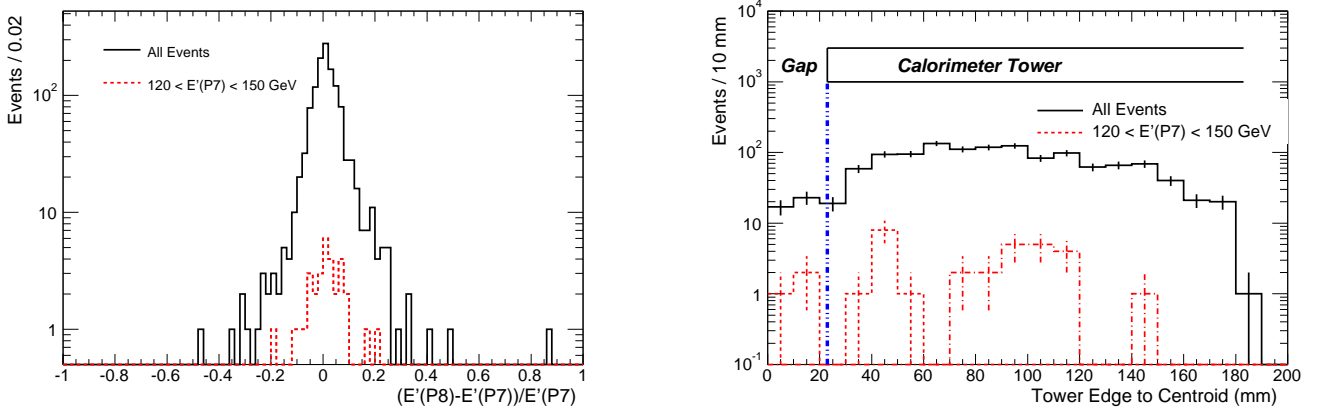 Events / 0.02
10²
10
1
All Events
120 < E'(P7) < 150 GeV
-1 -0.8 -0.6 -0.4 -0.2 0 0.2 0.4 0.6 0.8 1
(E'(P8)-E'(P7))/E'(P7)
Events / 10 mm
10⁴
10³
10²
10
1
10⁻¹
Gap
Calorimeter Tower
All Events
120 < E'(P7) < 150 GeV
0 20 40 60 80 100 120 140 160 180 200
Tower Edge to Centroid (mm)